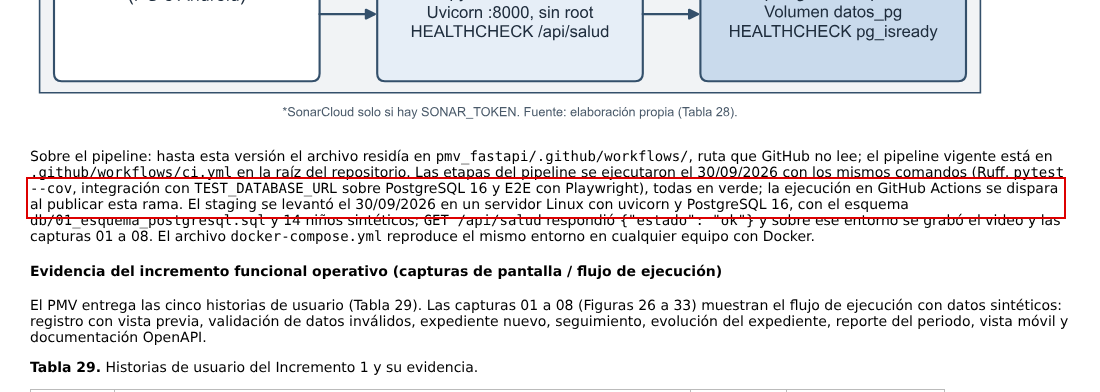 Uvicorn :8000, sin root
HEALTHCHECK /api/salud
Volumen datos_pg
HEALTHCHECK pg_isready
*SonarCloud solo si hay SONAR_TOKEN. Fuente: elaboración propia (Tabla 28).
Sobre el pipeline: hasta esta versión el archivo residía en pmv_fastapi/.github/workflows/, ruta que GitHub no lee; el pipeline vigente está en
.github/workflows/ci.yml en la raíz del repositorio. Las etapas del pipeline se ejecutaron el 30/09/2026 con los mismos comandos (Ruff, pytest
--cov, integración con TEST_DATABASE_URL sobre PostgreSQL 16 y E2E con Playwright), todas en verde; la ejecución en GitHub Actions se dispara
al publicar esta rama. El staging se levantó el 30/09/2026 en un servidor Linux con uvicorn y PostgreSQL 16, con el esquema
db/01_esquema_postgresql.sql y 14 niños sintéticos; GET /api/salud respondió {"estado": "ok"} y sobre ese entorno se grabó el video y las
capturas 01 a 08. El archivo docker-compose.yml reproduce el mismo entorno en cualquier equipo con Docker.
Evidencia del incremento funcional operativo (capturas de pantalla / flujo de ejecución)
El PMV entrega las cinco historias de usuario (Tabla 29). Las capturas 01 a 08 (Figuras 26 a 33) muestran el flujo de ejecución con datos sintéticos:
registro con vista previa, validación de datos inválidos, expediente nuevo, seguimiento, evolución del expediente, reporte del periodo, vista móvil y
documentación OpenAPI.
Tabla 29. Historias de usuario del Incremento 1 y su evidencia.